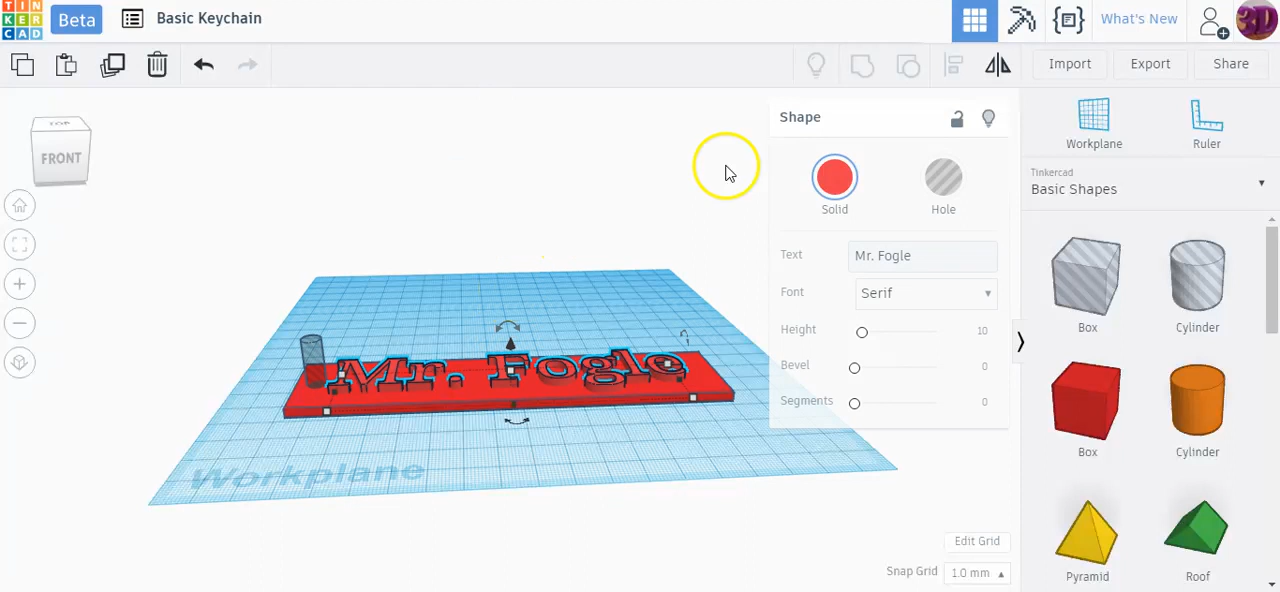 TIN
KER
CAD
Beta
Basic Keychain
What's New
3D
Import
Export
Share
TOP
FRONT
Shape
Solid
Hole
Text
Mr. Fogle
Font
Serif
Height
10
Bevel
0
Segments
0
Workplane
Ruler
Tinkercad
Basic Shapes
Box
Cylinder
Box
Cylinder
Pyramid
Roof
Mr. Fogle
Workplane
Edit Grid
Snap Grid
1.0 mm